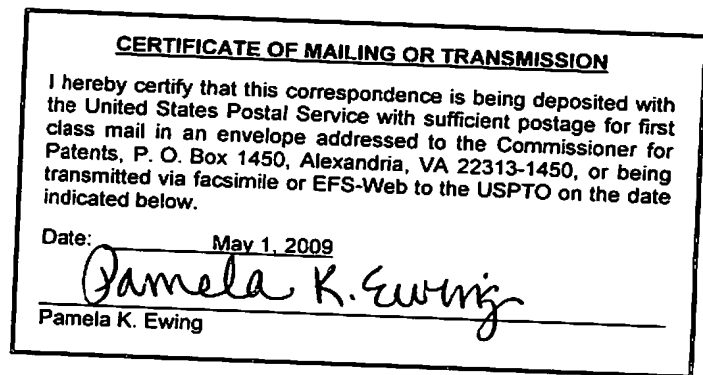 CERTIFICATE OF MAILING OR TRANSMISSION
I hereby certify that this correspondence is being deposited with
the United States Postal Service with sufficient postage for first
class mail in an envelope addressed to the Commissioner for
Patents, P. O. Box 1450, Alexandria, VA 22313-1450, or being
transmitted via facsimile or EFS-Web to the USPTO on the date
indicated below.
Date: May 1, 2009
Pamela K. Ewing
Pamela K. Ewing